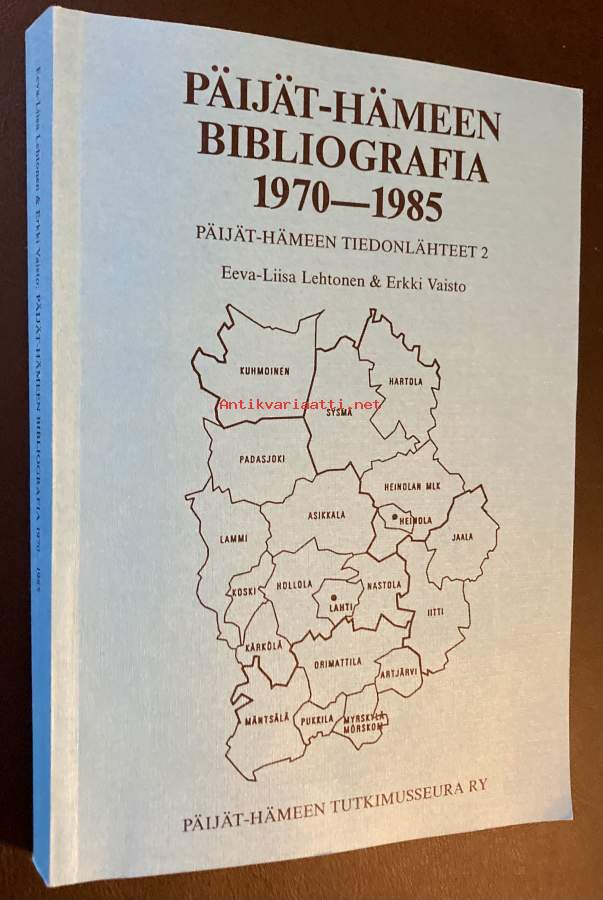 PÄIJÄT-HÄMEEN
BIBLIOGRAFIA
1970—1985
PÄIJÄT-HÄMEEN TIEDONLÄHTEET 2
Eeva-Liisa Lehtonen & Erkki Vaisto
KUHMOINEN
HARTOLA
Antikvariaatti.net
SYSMÄ
PADASJOKI
HEINOLAN MLK
ASIKKALA
HEINOLA
LAMMI
JAALA
KOSKI
HOLLOLA
NASTOLA
LAHTI
IITTI
KÄRKÖLÄ
ORIMATTILA
ARTJÄRVI
MÄNTSÄLÄ
PUKKILA
MYRSKYLÄ
MÖRSKOM
PÄIJÄT-HÄMEEN TUTKIMUSSEURA RY
Eeva-Liisa Lehtonen & Erkki Vaisto: PÄIJÄT-HÄMEEN BIBLIOGRAFIA 1970—1985